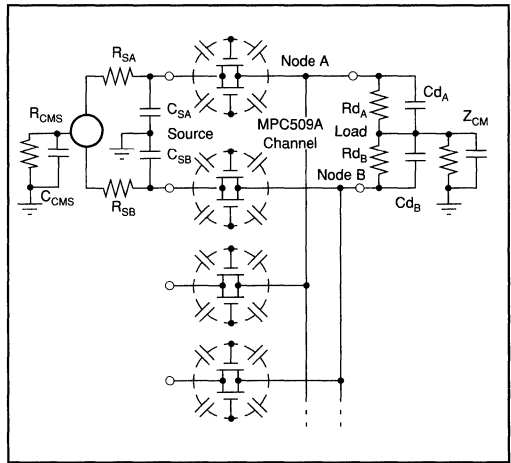 R_SA
Node A
Cd_A
R_CMS
C_SA
MPC509A
Channel
Rd_A
Z_CM
Source
Load
C_SB
Rd_B
Node B
C_CMS
R_SB
Cd_B